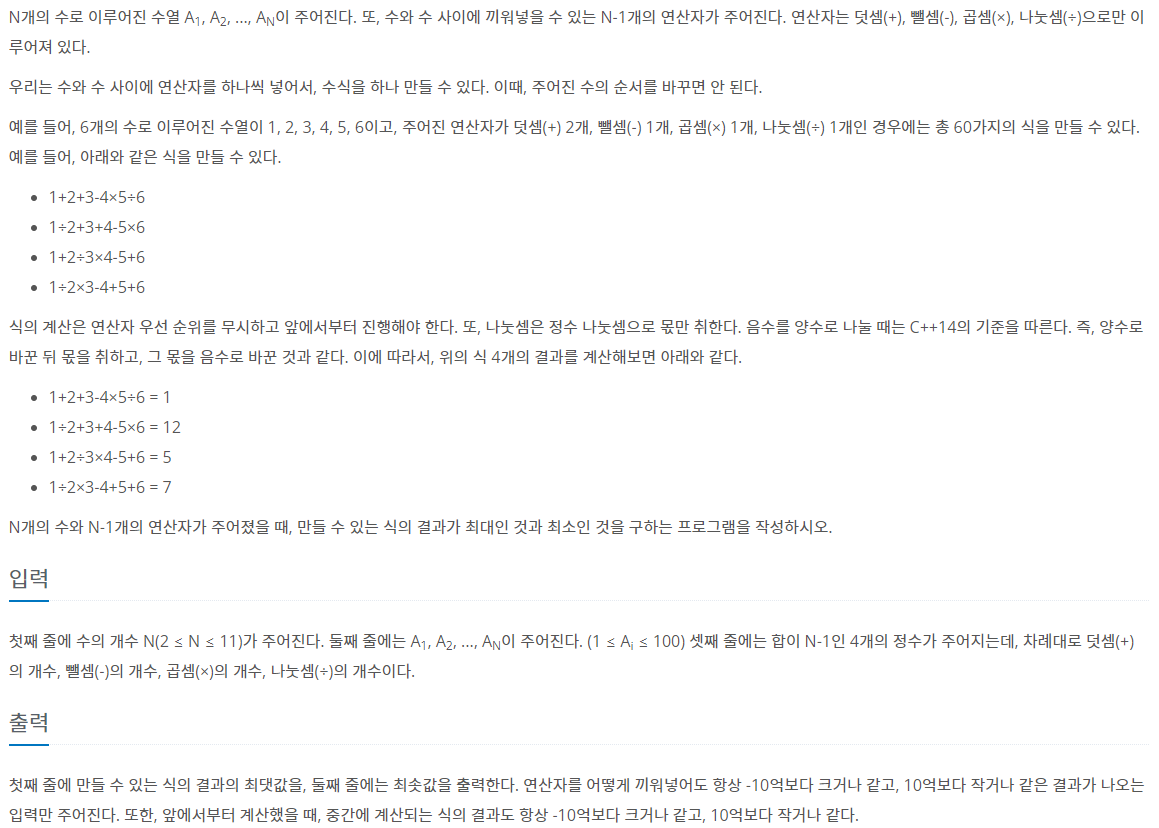 N개의 수로 이루어진 수열 A1, A2, ..., AN이 주어진다. 또, 수와 수 사이에 끼워넣을 수 있는 N-1개의 연산자가 주어진다. 연산자는 덧셈(+), 뺄셈(-), 곱셈(×), 나눗셈(÷)으로만 이
루어져 있다.
우리는 수와 수 사이에 연산자를 하나씩 넣어서, 수식을 하나 만들 수 있다. 이때, 주어진 수의 순서를 바꾸면 안 된다.
예를 들어, 6개의 수로 이루어진 수열이 1, 2, 3, 4, 5, 6이고, 주어진 연산자가 덧셈(+) 2개, 뺄셈(-) 1개, 곱셈(×) 1개, 나눗셈(÷) 1개인 경우에는 총 60가지의 식을 만들 수 있다.
예를 들어, 아래와 같은 식을 만들 수 있다.
• 1+2+3-4×5÷6
• 1÷2+3+4-5×6
• 1+2÷3×4-5+6
• 1÷2×3-4+5+6
식의 계산은 연산자 우선 순위를 무시하고 앞에서부터 진행해야 한다. 또, 나눗셈은 정수 나눗셈으로 몫만 취한다. 음수를 양수로 나눌 때는 C++14의 기준을 따른다. 즉, 양수로
바꾼 뒤 몫을 취하고, 그 몫을 음수로 바꾼 것과 같다. 이에 따라서, 위의 식 4개의 결과를 계산해보면 아래와 같다.
• 1+2+3-4×5÷6 = 1
• 1÷2+3+4-5×6 = 12
• 1+2÷3×4-5+6 = 5
• 1÷2×3-4+5+6 = 7
N개의 수와 N-1개의 연산자가 주어졌을 때, 만들 수 있는 식의 결과가 최대인 것과 최소인 것을 구하는 프로그램을 작성하시오.
입력
첫째 줄에 수의 개수 N(2 ≤ N ≤ 11)가 주어진다. 둘째 줄에는 A1, A2, ..., AN이 주어진다. (1 ≤ Ai ≤ 100) 셋째 줄에는 합이 N-1인 4개의 정수가 주어지는데, 차례대로 덧셈(+)
의 개수, 뺄셈(-)의 개수, 곱셈(×)의 개수, 나눗셈(÷)의 개수이다.
출력
첫째 줄에 만들 수 있는 식의 결과의 최댓값을, 둘째 줄에는 최솟값을 출력한다. 연산자를 어떻게 끼워넣어도 항상 -10억보다 크거나 같고, 10억보다 작거나 같은 결과가 나오는
입력만 주어진다. 또한, 앞에서부터 계산했을 때, 중간에 계산되는 식의 결과도 항상 -10억보다 크거나 같고, 10억보다 작거나 같다.